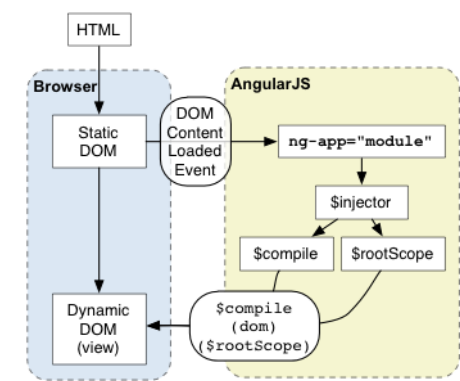 HTML
Browser
AngularJS
Static
DOM
DOM
Content
Loaded
Event
ng-app="module"
$injector
$compile
$rootScope
Dynamic
DOM
(view)
$compile
(dom)
($rootScope)